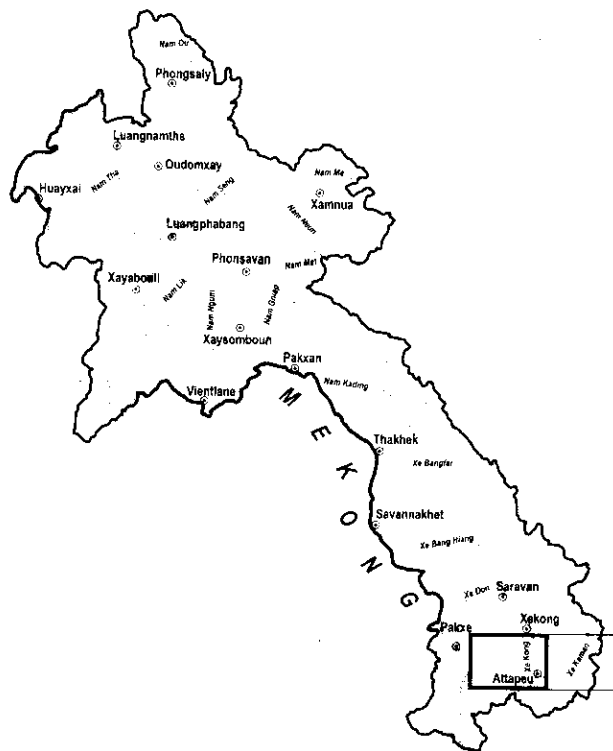 Nam Ou
Phongsaly
Luangnamtha
Oudomxay
Nam Ma
Huayxai
Nam Tha
Nam Seng
Xamnua
Nam Neun
Luangphabang
Phonsavan
Nam Mat
Xayabouli
Nam Lik
Nam Ngum
Nam Gniap
Xaysomboun
Pakxan
Nam Kading
Vientiane
MEKONG
Thakhek
Xe Bangfai
Savannakhet
Xe Bang Hiang
Xe Don
Saravan
Xekong
Pakxe
Xe Kong
Xe Kaman
Attapeu